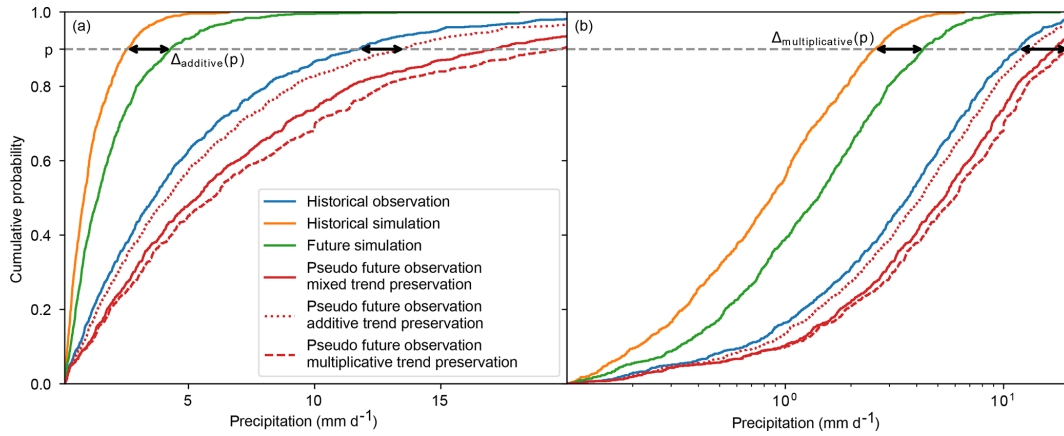 (a)
(b)
1.0
p
0.8
0.6
0.4
0.2
0.0
Cumulative probability
Δadditive(p)
Δmultiplicative(p)
Historical observation
Historical simulation
Future simulation
Pseudo future observation
mixed trend preservation
Pseudo future observation
additive trend preservation
Pseudo future observation
multiplicative trend preservation
5
10
15
10⁰
10¹
Precipitation (mm d⁻¹)
Precipitation (mm d⁻¹)